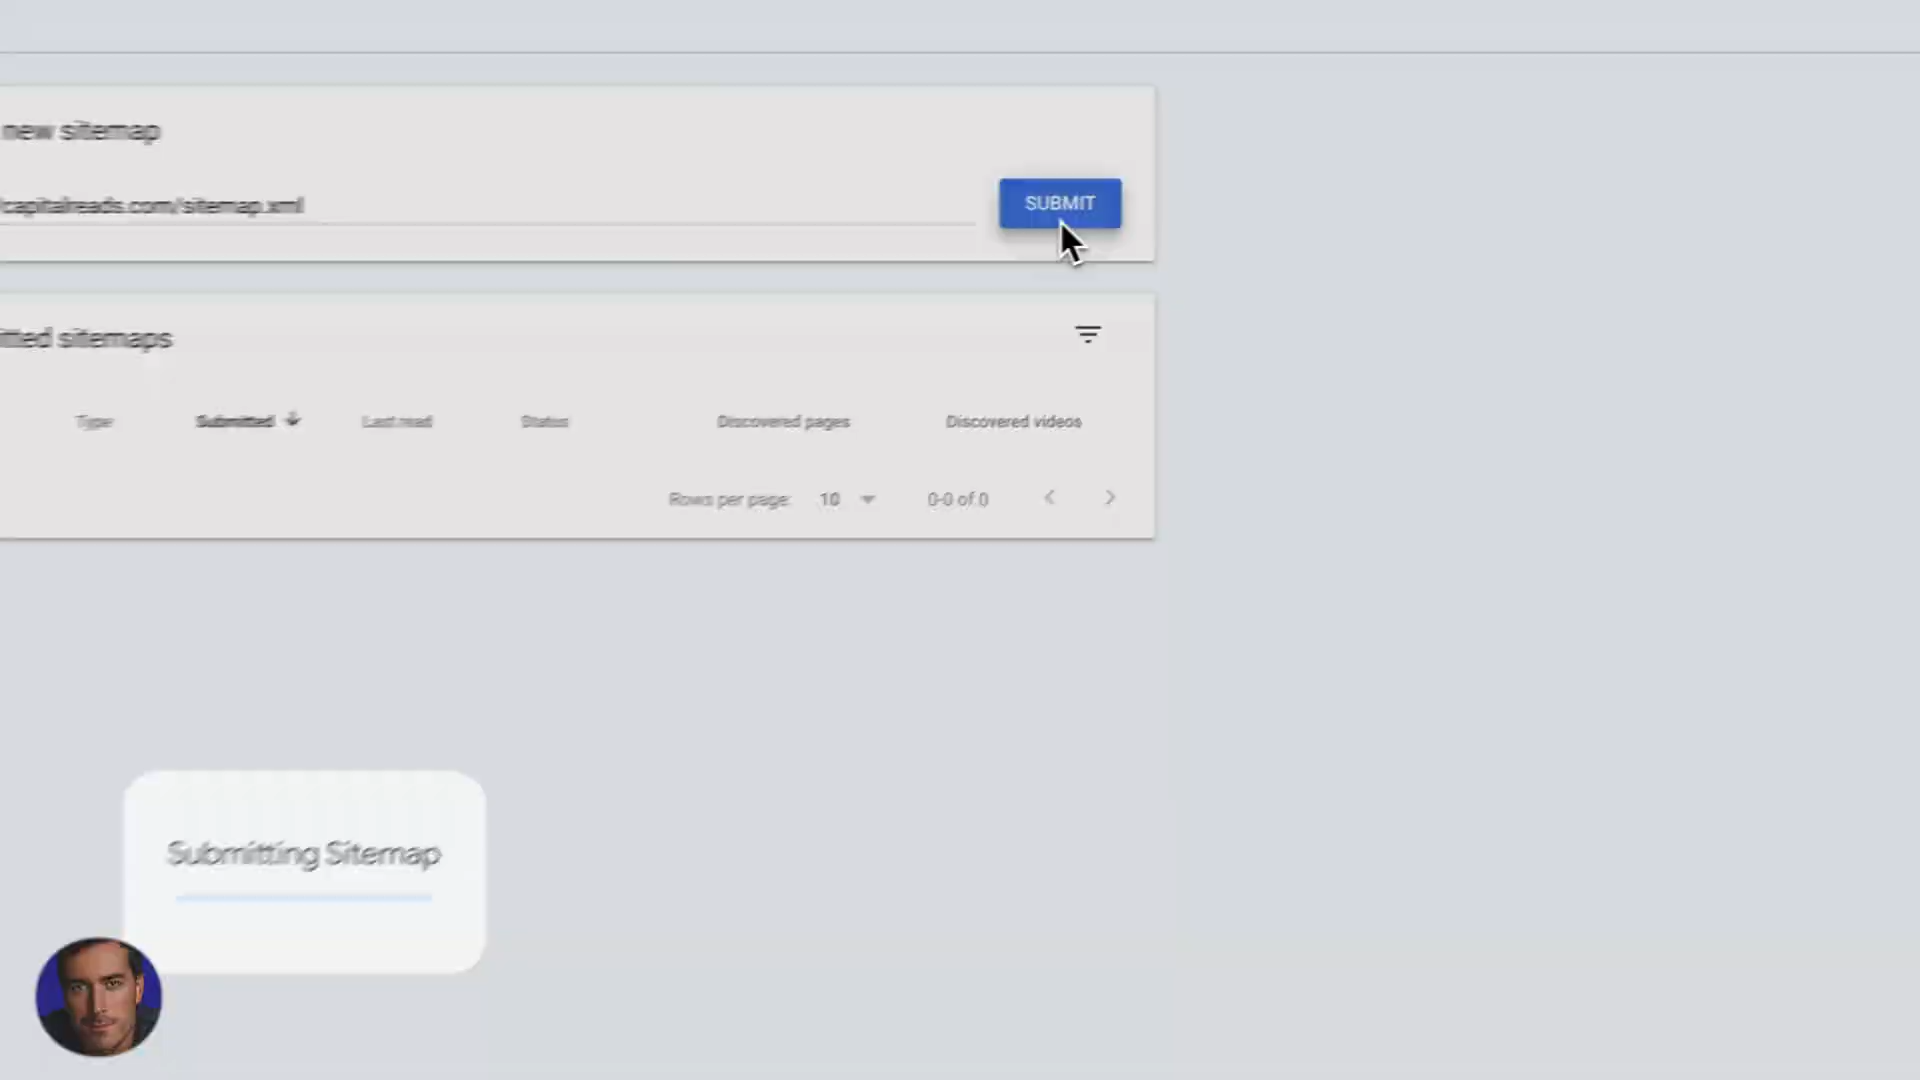 new sitemap
/capitalreads.com/sitemap.xml
SUBMIT
itted sitemaps
Type Submitted Last read Status Discovered pages Discovered videos
Rows per page: 10 0-0 of 0
Submitting Sitemap